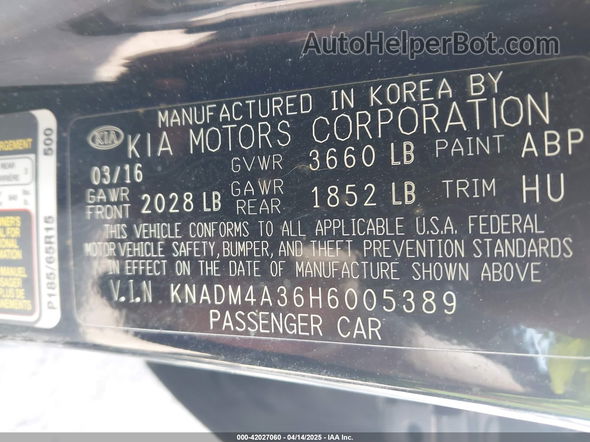 AutoHelperBot.com
MANUFACTURED IN KOREA BY
KIA KIA MOTORS CORPORATION
03/16 GVWR 3660 LB PAINT ABP
GAWR FRONT 2028 LB GAWR REAR 1852 LB TRIM HU
THIS VEHICLE CONFORMS TO ALL APPLICABLE U.S.A. FEDERAL
MOTOR VEHICLE SAFETY, BUMPER, AND THEFT PREVENTION STANDARDS
IN EFFECT ON THE DATE OF MANUFACTURE SHOWN ABOVE
V.I.N KNADM4A36H6005389
PASSENGER CAR
500
P185/65R15
REAR
000-42027060 - 04/14/2025 - IAA Inc.